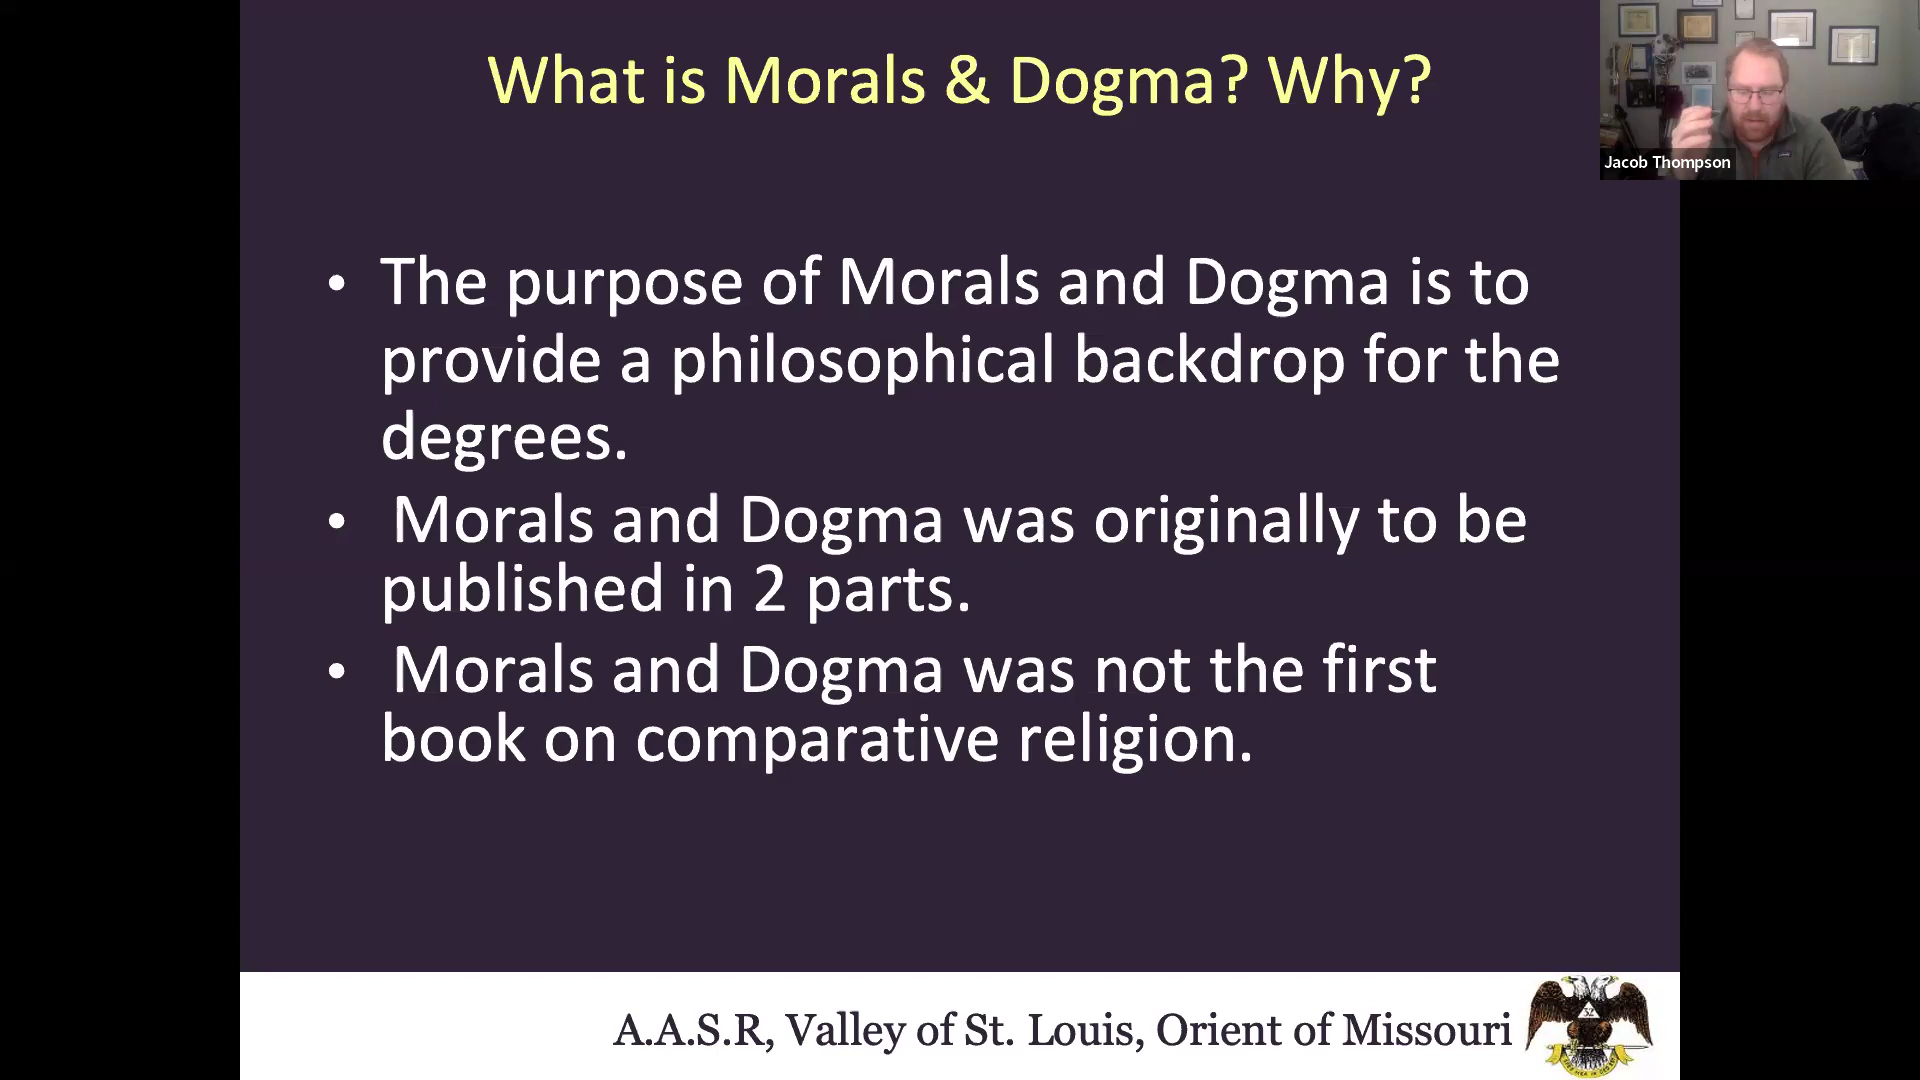 What is Morals & Dogma? Why?
Jacob Thompson
• The purpose of Morals and Dogma is to
provide a philosophical backdrop for the
degrees.
• Morals and Dogma was originally to be
published in 2 parts.
• Morals and Dogma was not the first
book on comparative religion.
A.A.S.R, Valley of St. Louis, Orient of Missouri